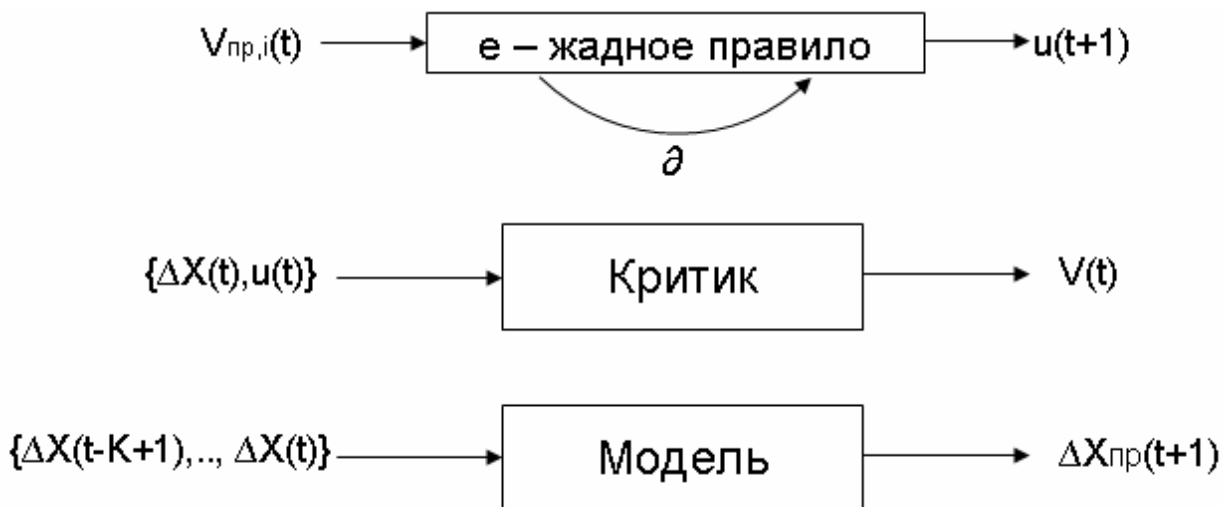 Vпр,i(t) е – жадное правило u(t+1)
∂
{ΔX(t),u(t)} Критик V(t)
{ΔX(t-K+1),.., ΔX(t)} Модель ΔXпр(t+1)